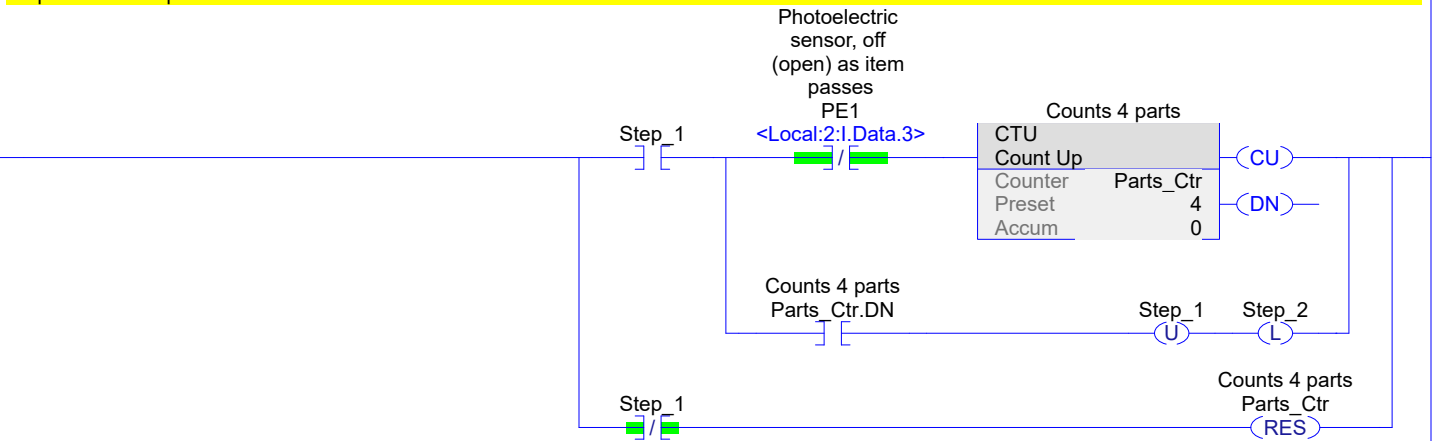 Photoelectric
sensor, off
(open) as item
passes
PE1
<Local:2:I.Data.3>
Step_1
Counts 4 parts
CTU
Count Up
Counter Parts_Ctr
Preset 4
Accum 0
CU
DN
Counts 4 parts
Parts_Ctr.DN
Step_1
U
Step_2
L
Step_1
Counts 4 parts
Parts_Ctr
RES